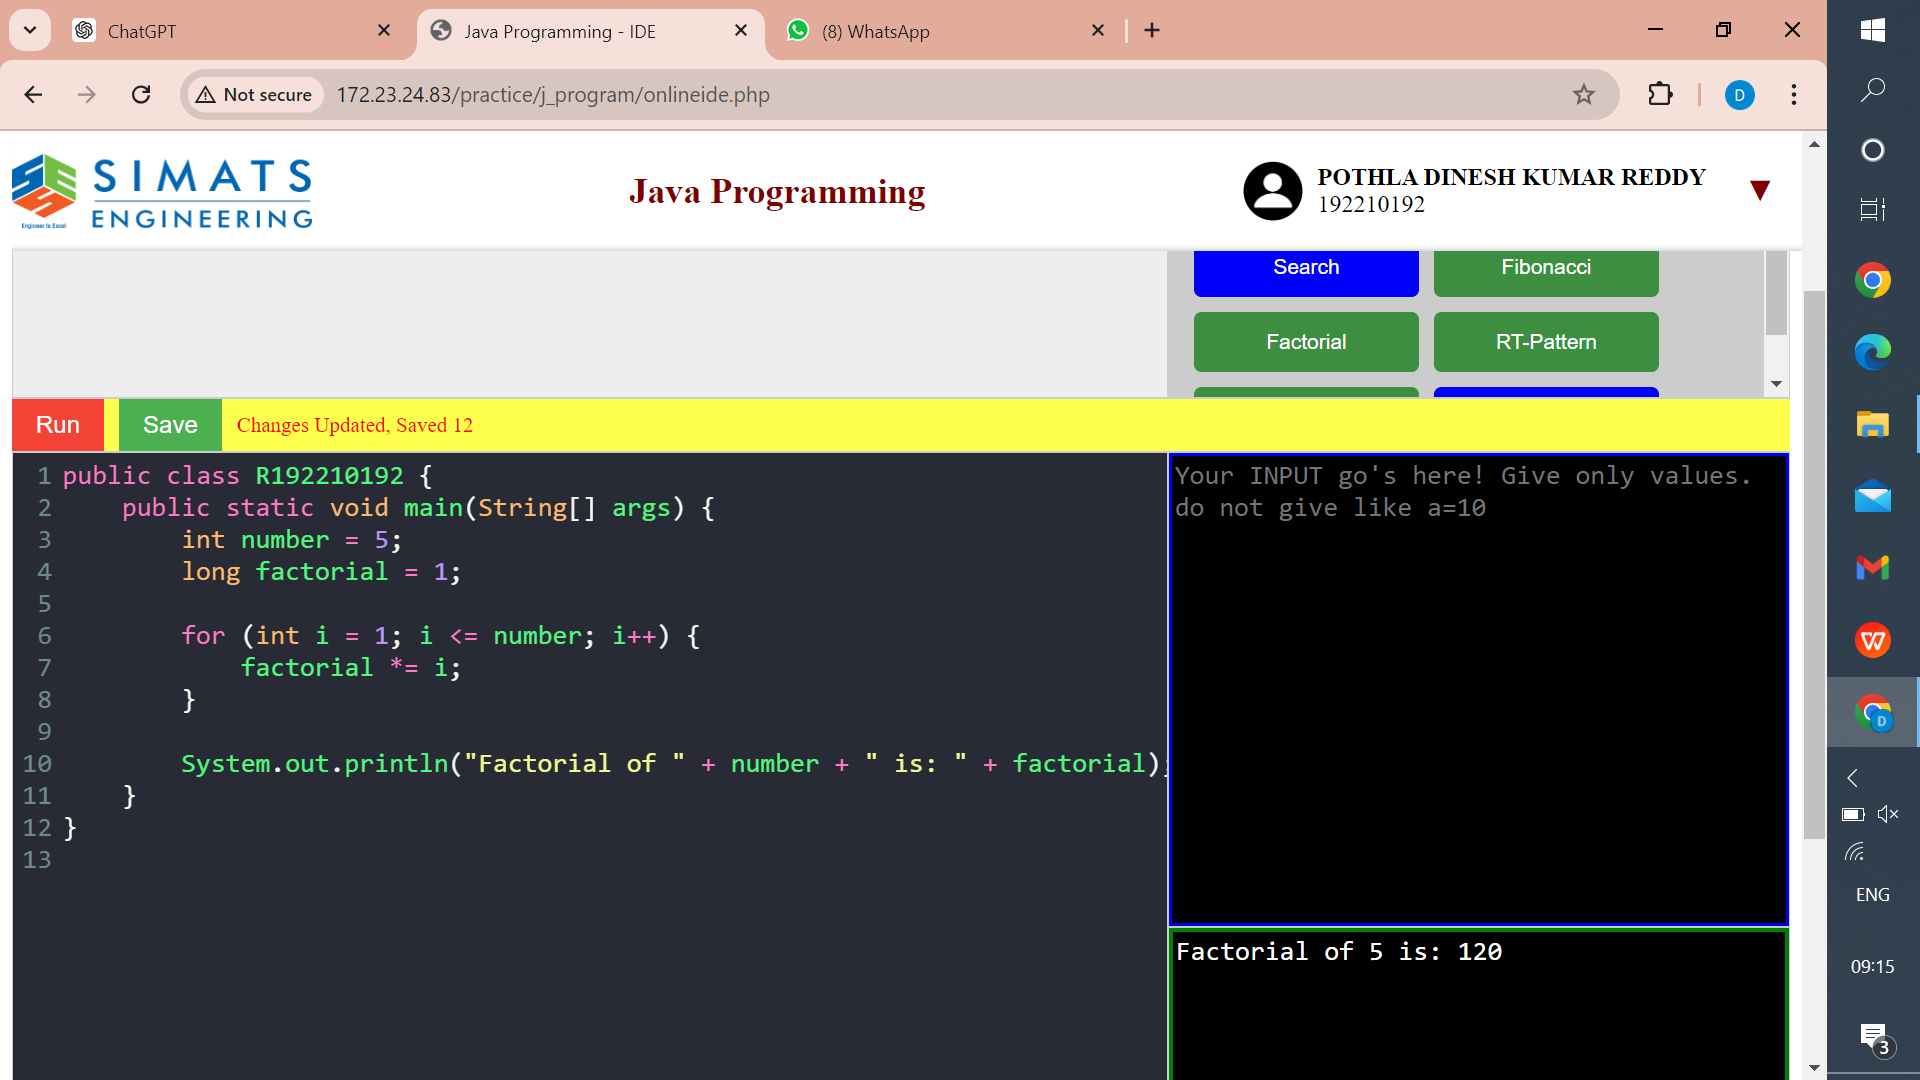 ChatGPT
Java Programming - IDE
(8) WhatsApp
Not secure
172.23.24.83/practice/j_program/onlineide.php
D
SIMATS
ENGINEERING
Engineer to Excel
Java Programming
POTHLA DINESH KUMAR REDDY
192210192
Search
Fibonacci
Factorial
RT-Pattern
Run
Save
Changes Updated, Saved 12
1 public class R192210192 {
2     public static void main(String[] args) {
3         int number = 5;
4         long factorial = 1;
5
6         for (int i = 1; i <= number; i++) {
7             factorial *= i;
8         }
9
10         System.out.println("Factorial of " + number + " is: " + factorial);
11     }
12 }
13
Your INPUT go's here! Give only values.
do not give like a=10
Factorial of 5 is: 120
D
ENG
09:15
3